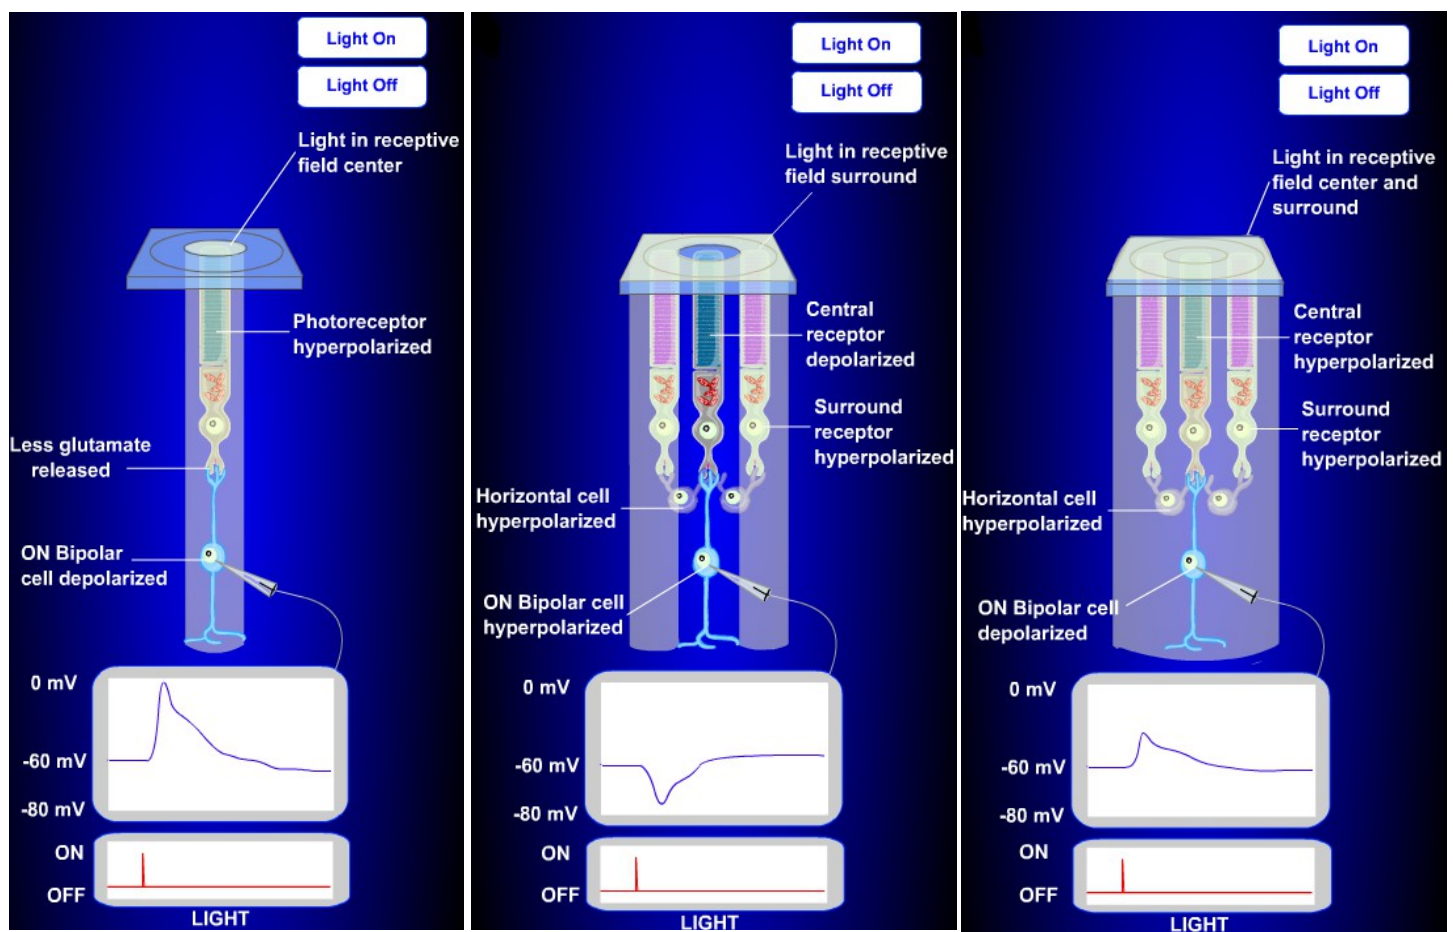 Light On
Light Off
Light in receptive
field center
Photoreceptor
hyperpolarized
Less glutamate
released
ON Bipolar
cell depolarized
0 mV
-60 mV
-80 mV
ON
OFF
LIGHT
Light On
Light Off
Light in receptive
field surround
Central
receptor
depolarized
Surround
receptor
hyperpolarized
Horizontal cell
hyperpolarized
ON Bipolar cell
hyperpolarized
0 mV
-60 mV
-80 mV
ON
OFF
LIGHT
Light On
Light Off
Light in receptive
field center and
surround
Central
receptor
hyperpolarized
Surround
receptor
hyperpolarized
Horizontal cell
hyperpolarized
ON Bipolar cell
depolarized
0 mV
-60 mV
-80 mV
ON
OFF
LIGHT